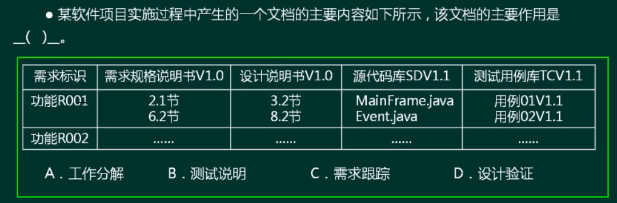 ● 某软件项目实施过程中产生的一个文档的主要内容如下所示，该文档的主要作用是
__( )__。
需求标识 需求规格说明书V1.0 设计说明书V1.0 源代码库SDV1.1 测试用例库TCV1.1
功能R001 2.1节 3.2节 MainFrame.java 用例01V1.1
6.2节 8.2节 Event.java 用例02V1.1
功能R002 …… …… …… ……
A．工作分解 B．测试说明 C．需求跟踪 D．设计验证